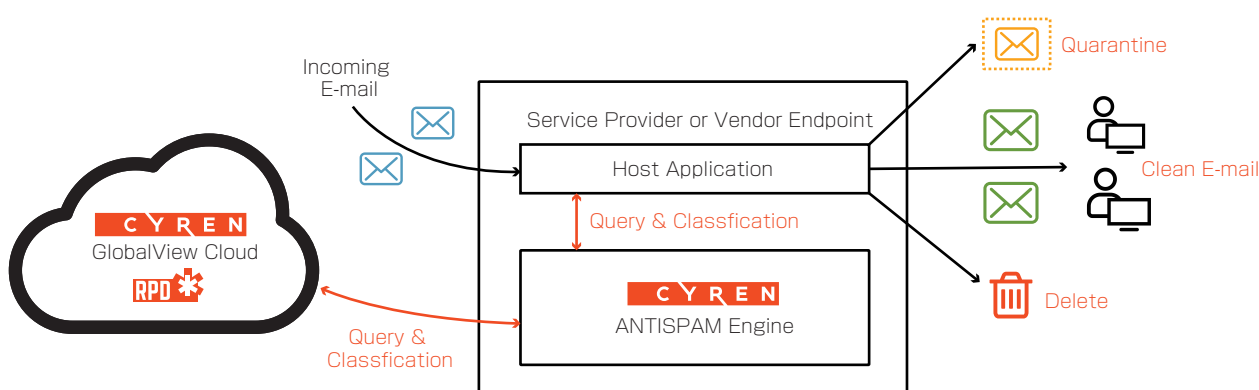 Incoming
E-mail
Service Provider or Vendor Endpoint
Host Application
Quarantine
Clean E-mail
Delete
Query & Classfication
CYREN
GlobalView Cloud
RPD
CYREN
ANTISPAM Engine
Query &
Classfication